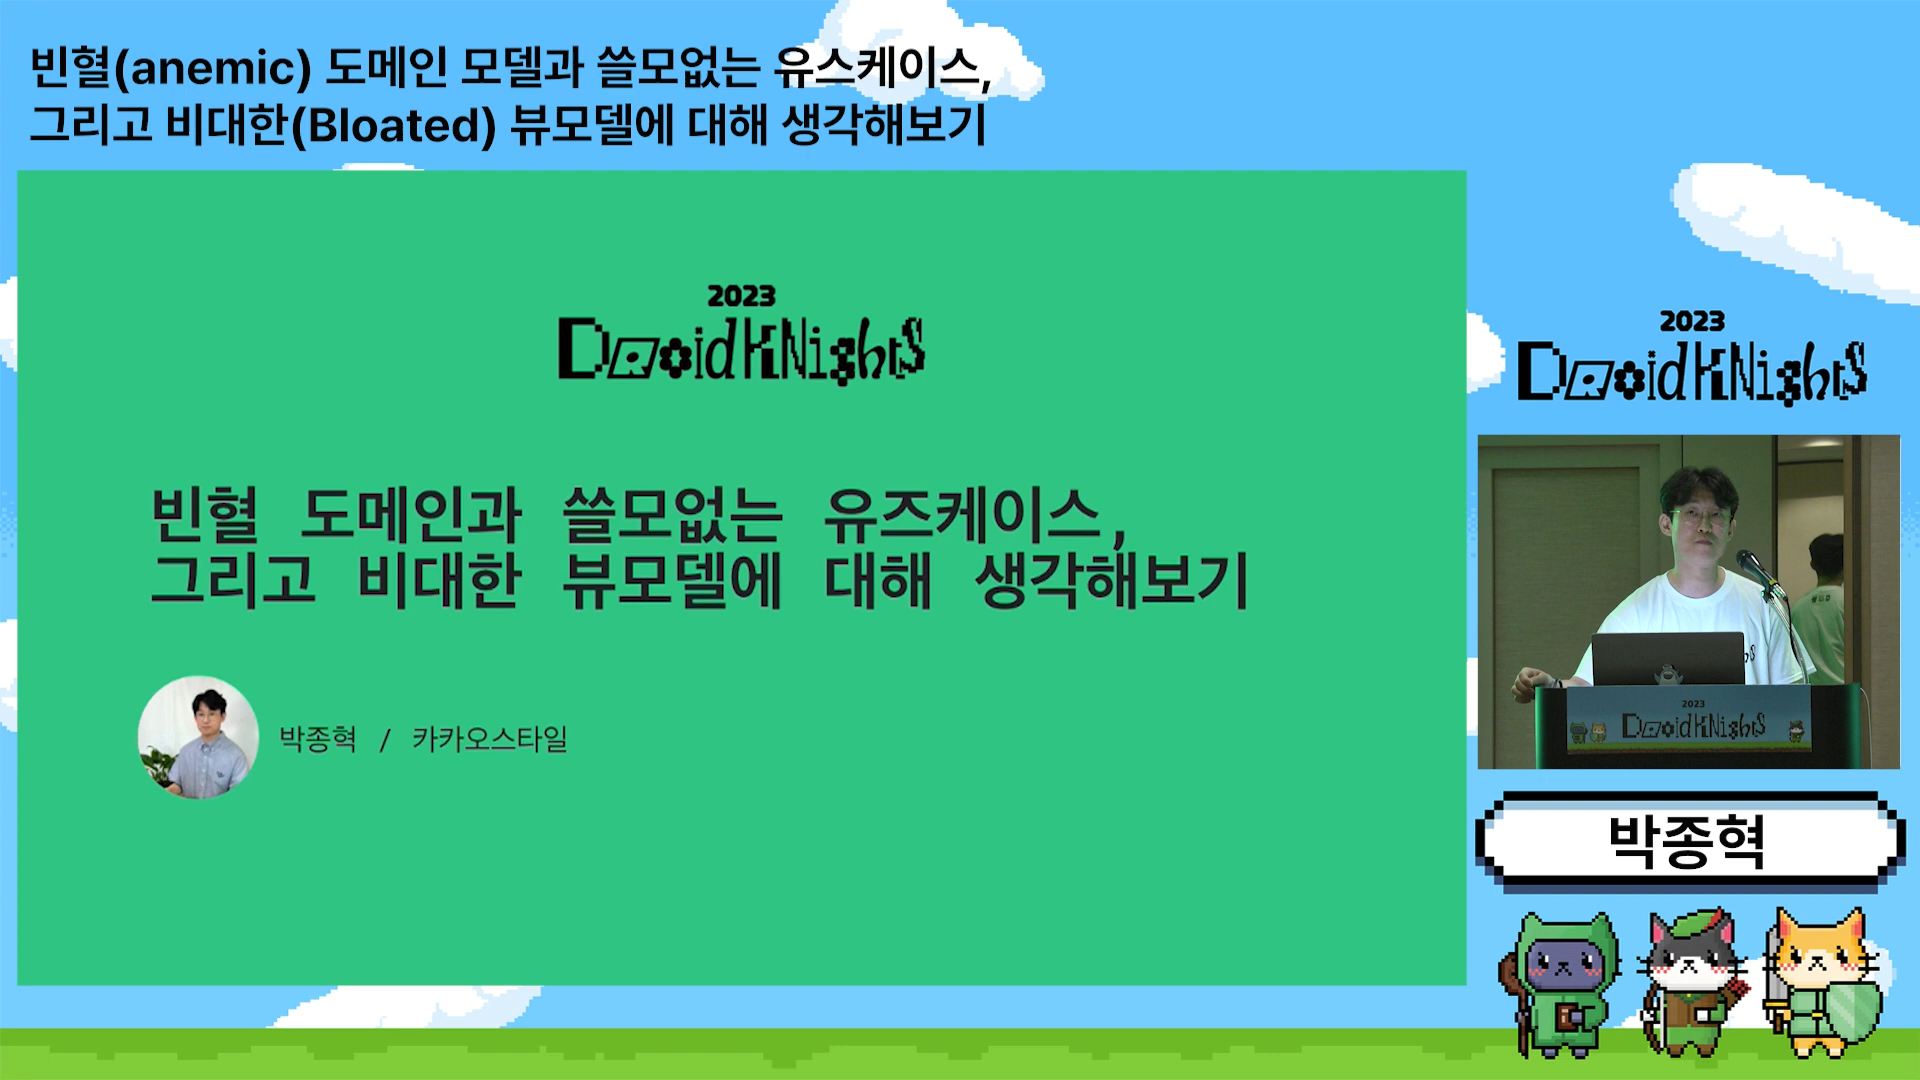 빈혈(anemic) 도메인 모델과 쓸모없는 유스케이스,
그리고 비대한(Bloated) 뷰모델에 대해 생각해보기
2023
DRoidKNights
빈혈 도메인과 쓸모없는 유즈케이스,
그리고 비대한 뷰모델에 대해 생각해보기
박종혁 / 카카오스타일
2023
DRoidKNights
2023
DRoidKNights
박종혁